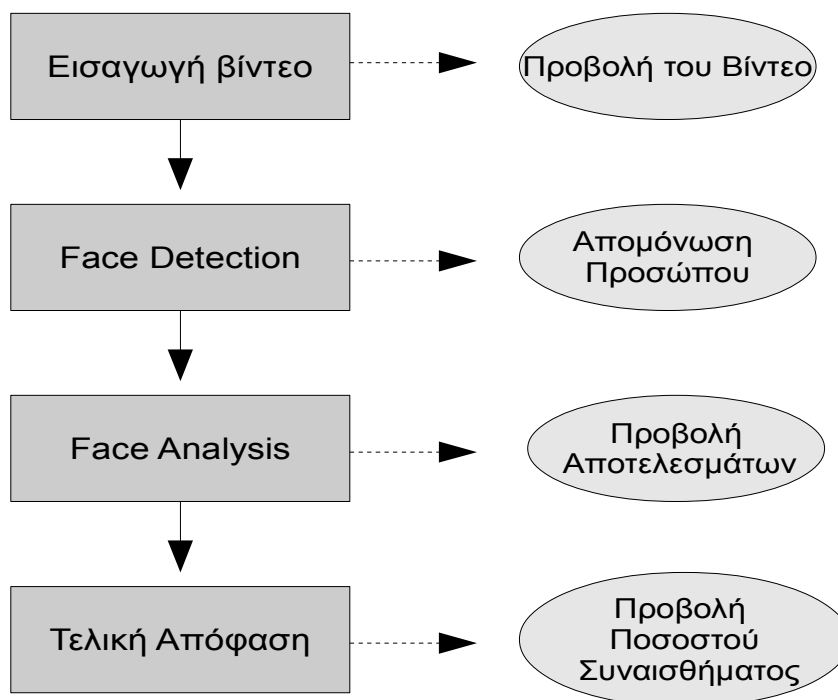 Εισαγωγή βίντεο
Προβολή του Βίντεο
Face Detection
Απομόνωση
Προσώπου
Face Analysis
Προβολή
Αποτελεσμάτων
Τελική Απόφαση
Προβολή
Ποσοστού
Συναισθήματος